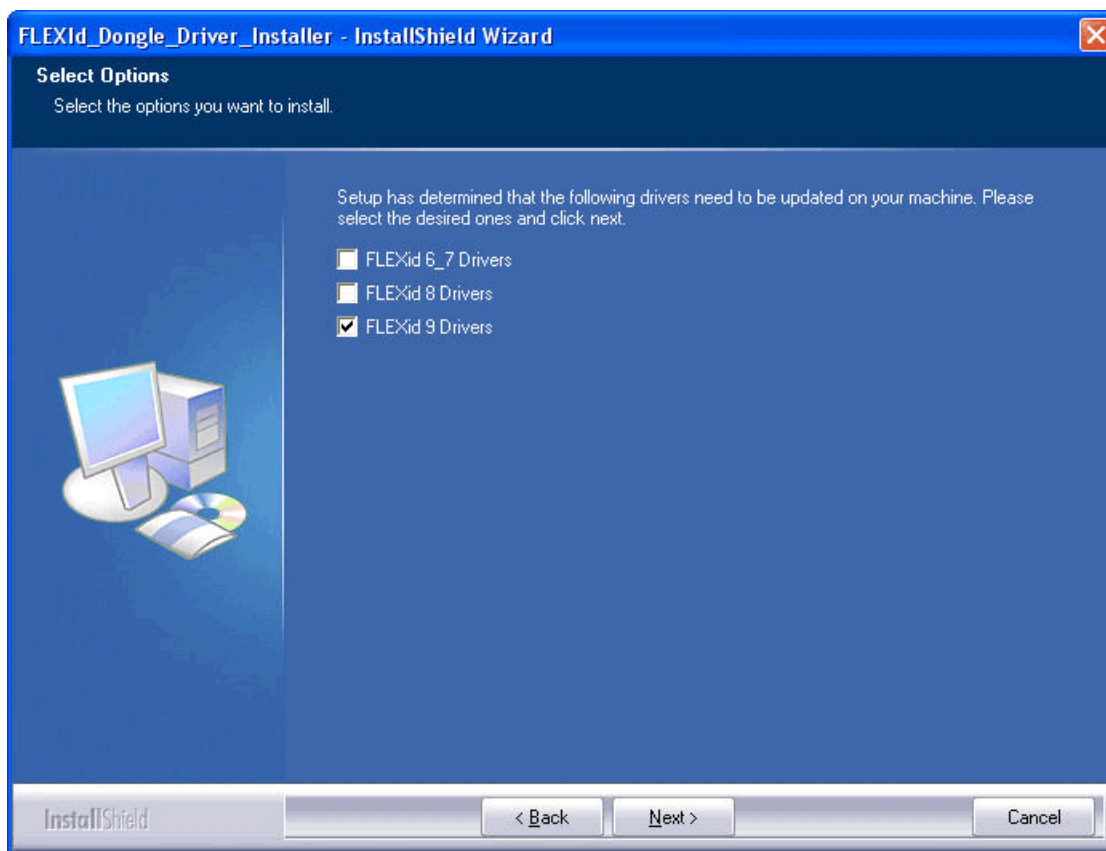 FLEXId_Dongle_Driver_Installer - InstallShield Wizard
Select Options
Select the options you want to install.
Setup has determined that the following drivers need to be updated on your machine. Please
select the desired ones and click next.
FLEXid 6_7 Drivers
FLEXid 8 Drivers
FLEXid 9 Drivers
InstallShield
< Back
Next >
Cancel